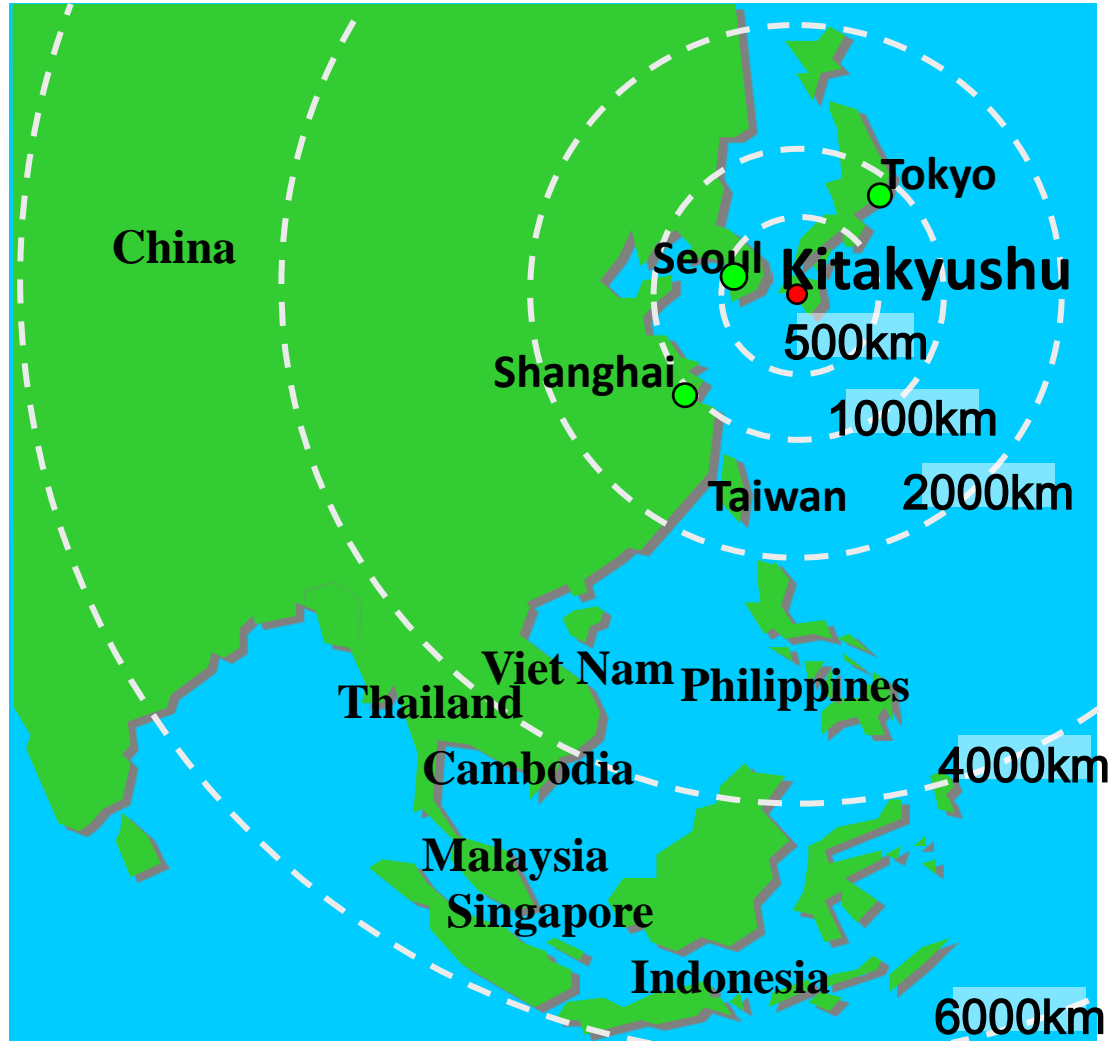 Tokyo
China
Seoul
Kitakyushu
500km
Shanghai
1000km
Taiwan
2000km
Viet Nam
Philippines
Thailand
Cambodia
4000km
Malaysia
Singapore
Indonesia
6000km